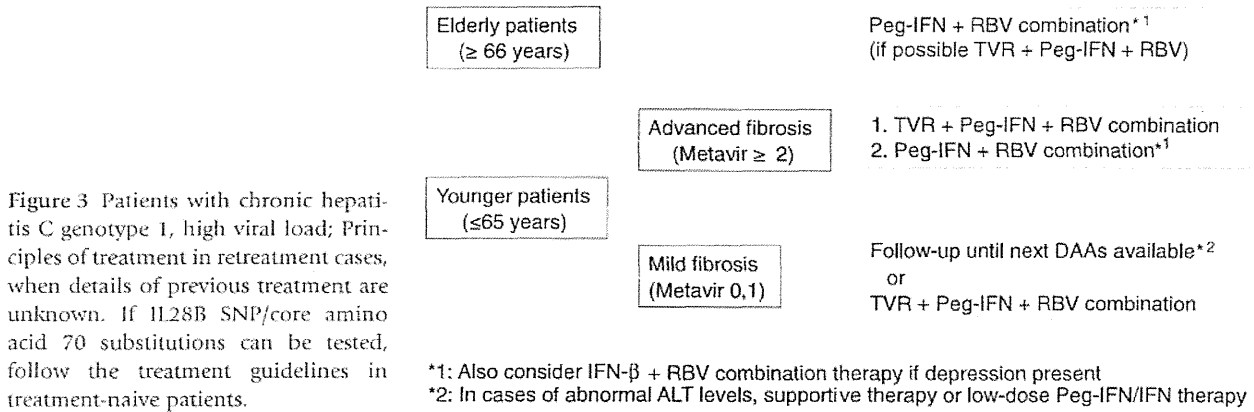 Elderly patients
(≥ 66 years)
Peg-IFN + RBV combination*1
(if possible TVR + Peg-IFN + RBV)
Advanced fibrosis
(Metavir ≥ 2)
1. TVR + Peg-IFN + RBV combination
2. Peg-IFN + RBV combination*1
Younger patients
(≤65 years)
Mild fibrosis
(Metavir 0,1)
Follow-up until next DAAs available*2
or
TVR + Peg-IFN + RBV combination
Figure 3 Patients with chronic hepati-
tis C genotype 1, high viral load; Prin-
ciples of treatment in retreatment cases,
when details of previous treatment are
unknown. If IL28B SNP/core amino
acid 70 substitutions can be tested,
follow the treatment guidelines in
treatment-naive patients.
*1: Also consider IFN-β + RBV combination therapy if depression present
*2: In cases of abnormal ALT levels, supportive therapy or low-dose Peg-IFN/IFN therapy